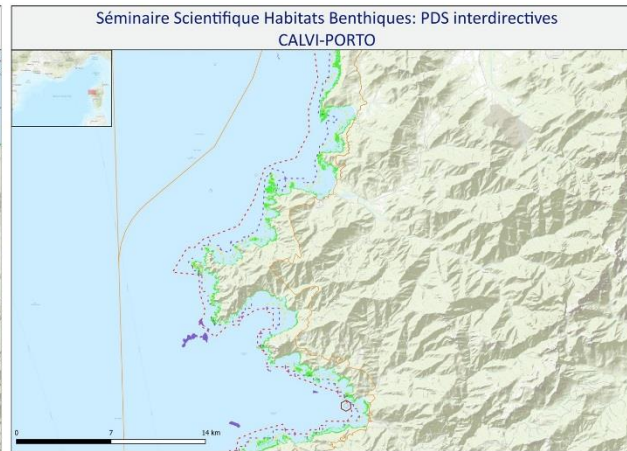 Séminaire Scientifique Habitats Benthiques: PDS interdirectives
CALVI-PORTO
0 7 14 km